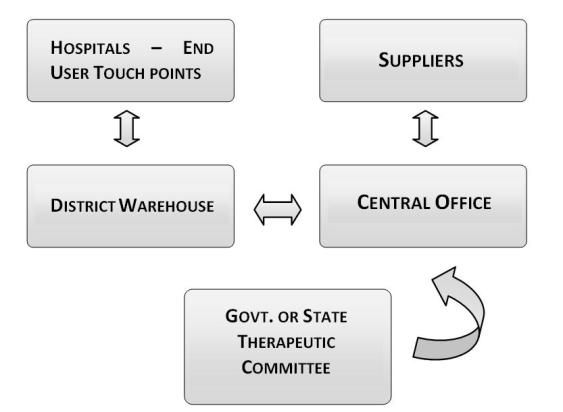 HOSPITALS – END
USER TOUCH POINTS
SUPPLIERS
DISTRICT WAREHOUSE
CENTRAL OFFICE
GOVT. OR STATE
THERAPEUTIC
COMMITTEE